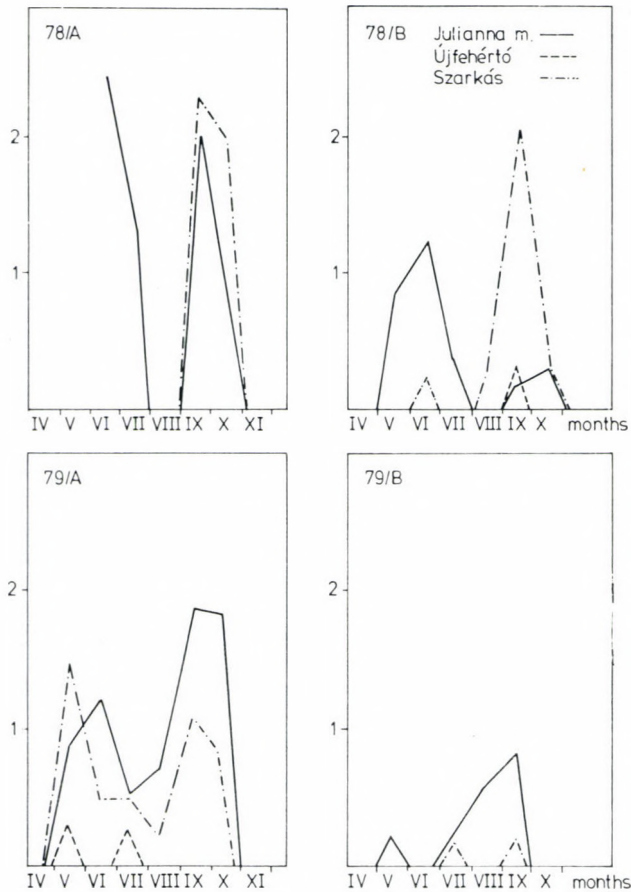 78/A
2
1
IV V VI VII VIII IX X XI
78/B
Julianna m.
Újfehértó
Szarkás
2
1
IV V VI VII VIII IX X months
79/A
2
1
IV V VI VII VIII IX X XI
79/B
2
1
IV V VI VII VIII IX X months